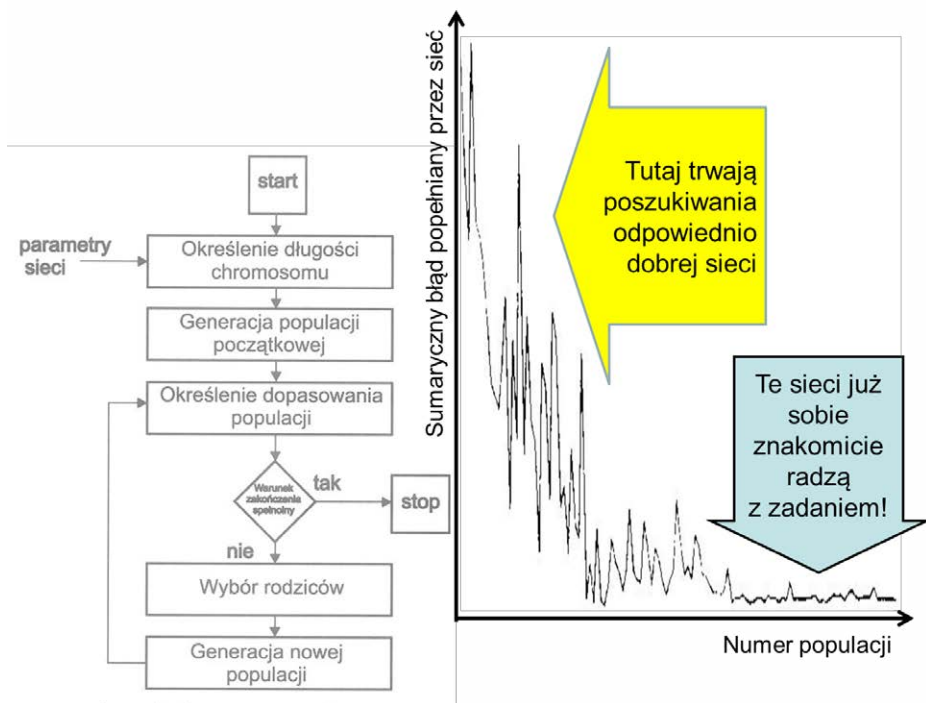 start
parametry
sieci
Określenie długości
chromosomu
Generacja populacji
początkowej
Określenie dopasowania
populacji
Warunek
zakończenia
spełniony
tak
stop
nie
Wybór rodziców
Generacja nowej
populacji
Sumaryczny błąd popełniany przez sieć
Tutaj trwają
poszukiwania
odpowiednio
dobrej sieci
Te sieci już
sobie
znakomicie
radzą
z zadaniem!
Numer populacji